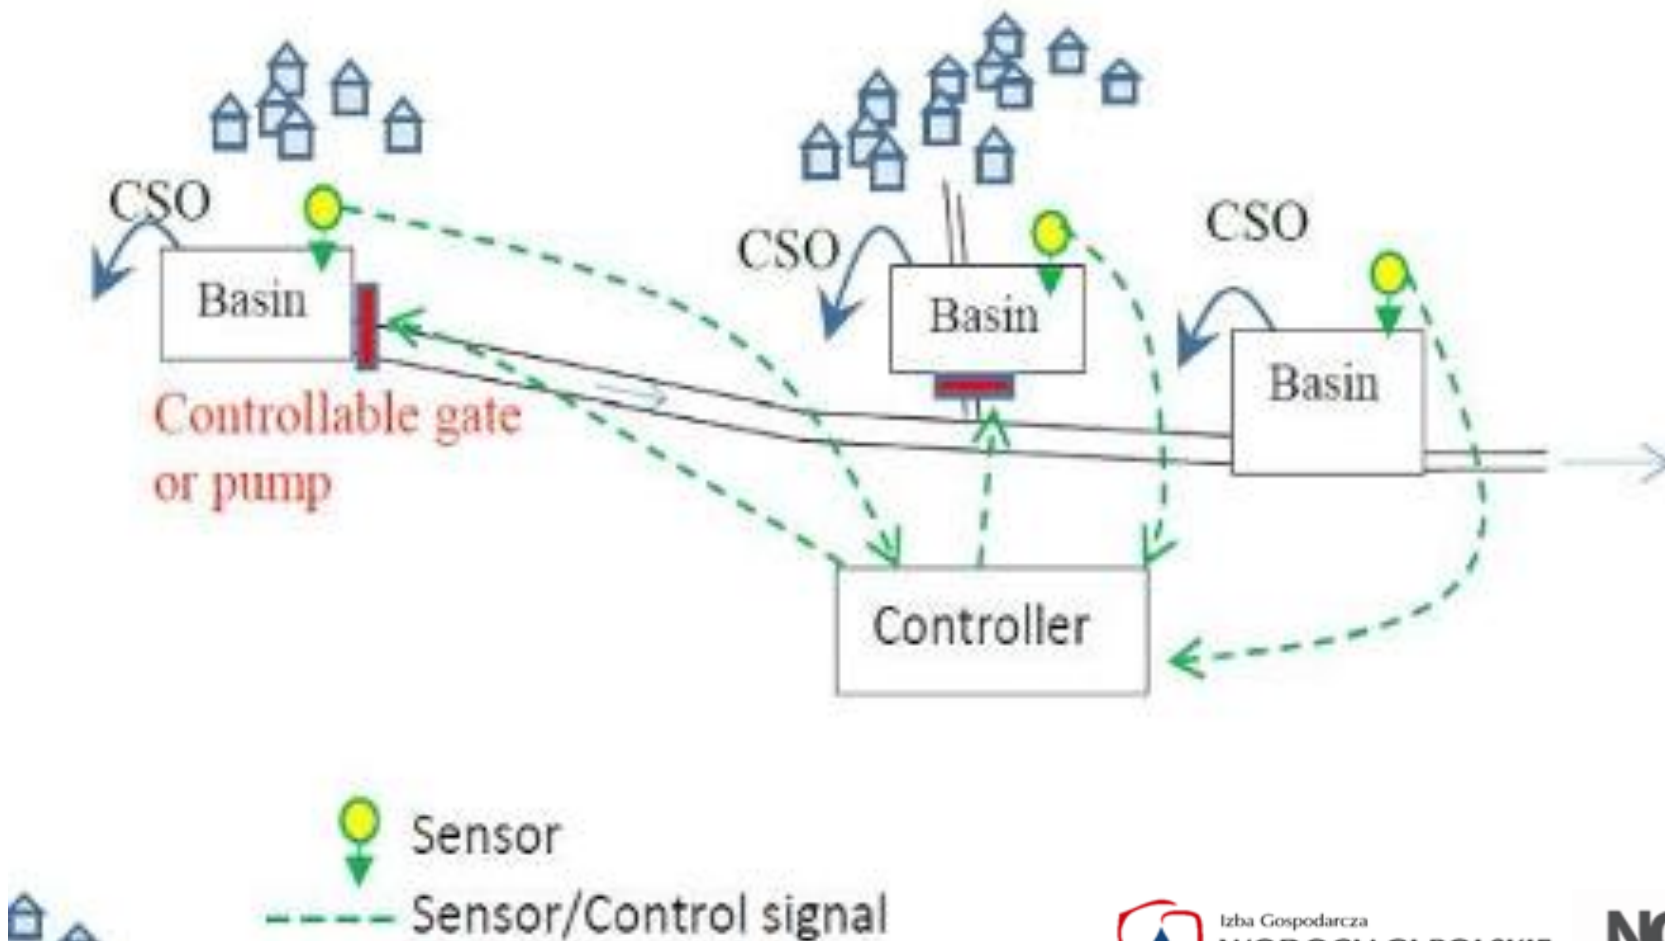 CSO
CSO
CSO
Basin
Basin
Basin
Controllable gate
or pump
Controller
Sensor
Sensor/Control signal
Izba Gospodarcza